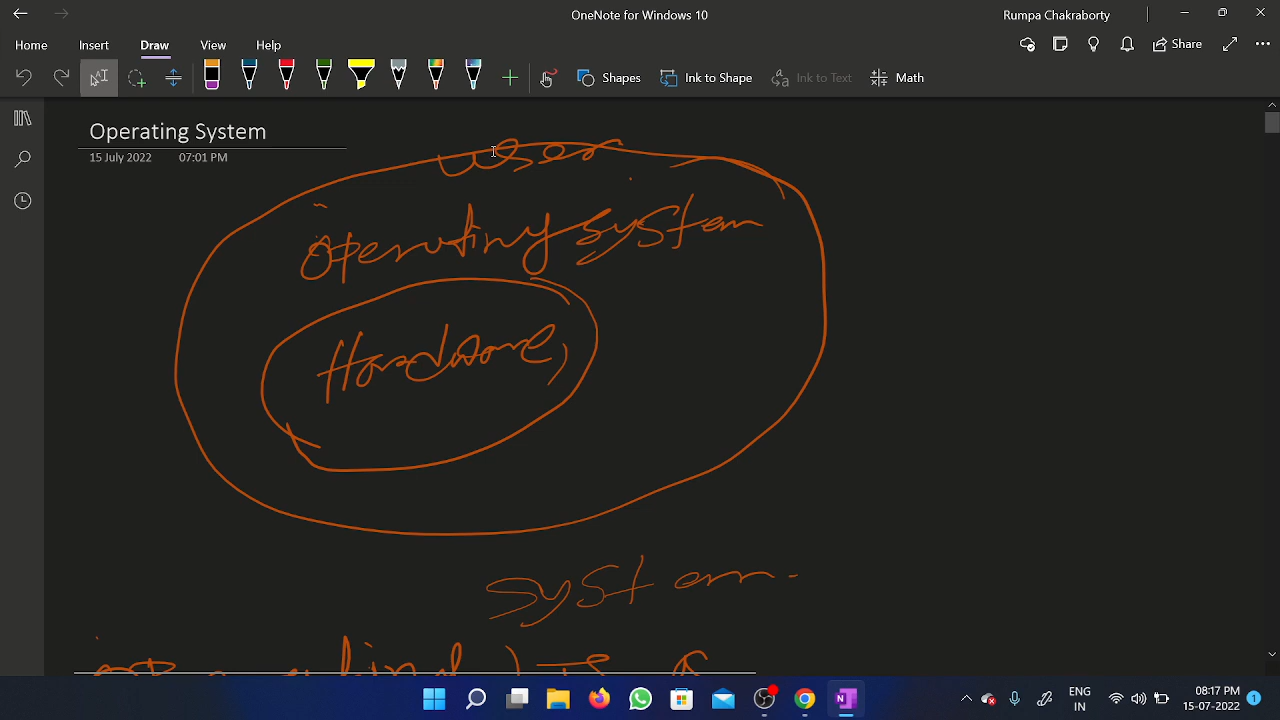 OneNote for Windows 10
Rumpa Chakraborty
Home Insert Draw View Help
Share
Shapes Ink to Shape Ink to Text Math
Operating System
15 July 2022 07:01 PM
User
operating system
Hardware,
system
ENG
IN
08:17 PM
15-07-2022
1